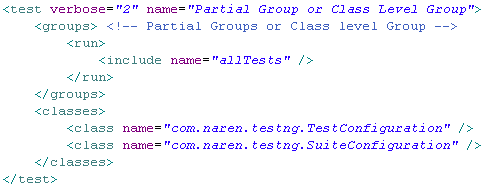 <test verbose="2" name="Partial Group or Class Level Group">
    <groups> <!-- Partial Groups or Class level Group -->
        <run>
            <include name="allTests" />
        </run>
    </groups>
    <classes>
        <class name="com.naren.testng.TestConfiguration" />
        <class name="com.naren.testng.SuiteConfiguration" />
    </classes>
</test>